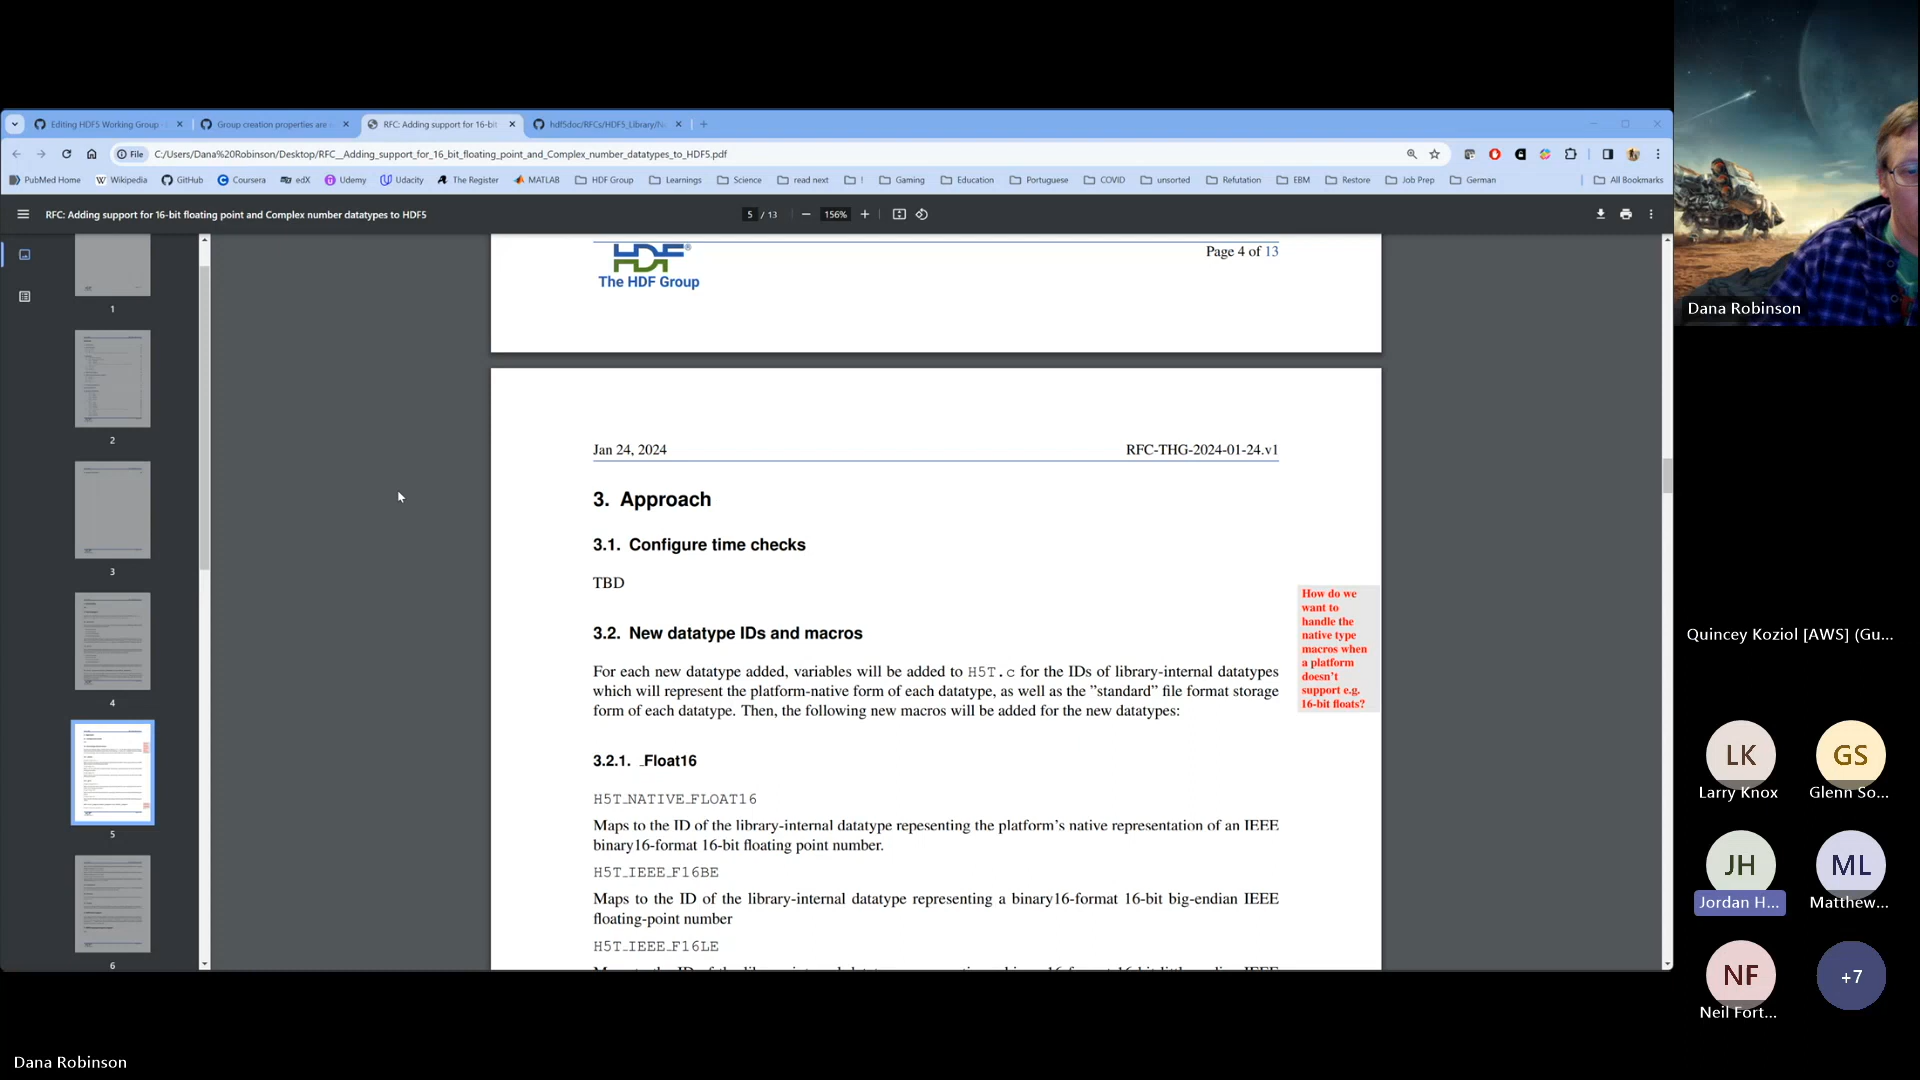 Editing HDF5 Working Group
Group creation properties are
RFC: Adding support for 16-bit
hdf5doc/RFCs/HDF5_Library/N
File
C:/Users/Dana%20Robinson/Desktop/RFC__Adding_support_for_16_bit_floating_point_and_Complex_number_datatypes_to_HDF5.pdf
PubMed Home
Wikipedia
GitHub
Coursera
edX
Udemy
Udacity
The Register
MATLAB
HDF Group
Learnings
Science
read next
!
Gaming
Education
Portuguese
COVID
unsorted
Refutation
EBM
Restore
Job Prep
German
All Bookmarks
RFC: Adding support for 16-bit floating point and Complex number datatypes to HDF5
5 / 13
156%
1
2
3
4
5
6
HDF®
The HDF Group
Page 4 of 13
Jan 24, 2024
RFC-THG-2024-01-24.v1
3. Approach
3.1. Configure time checks
TBD
3.2. New datatype IDs and macros
For each new datatype added, variables will be added to H5T.c for the IDs of library-internal datatypes
which will represent the platform-native form of each datatype, as well as the ”standard” file format storage
form of each datatype. Then, the following new macros will be added for the new datatypes:
How do we
want to
handle the
native type
macros when
a platform
doesn't
support e.g.
16-bit floats?
3.2.1. _Float16
H5T_NATIVE_FLOAT16
Maps to the ID of the library-internal datatype repesenting the platform's native representation of an IEEE
binary16-format 16-bit floating point number.
H5T_IEEE_F16BE
Maps to the ID of the library-internal datatype representing a binary16-format 16-bit big-endian IEEE
floating-point number
H5T_IEEE_F16LE
Dana Robinson
Quincey Koziol [AWS] (Gu...
LK
Larry Knox
GS
Glenn So...
JH
Jordan H...
ML
Matthew...
NF
Neil Fort...
+7
Dana Robinson